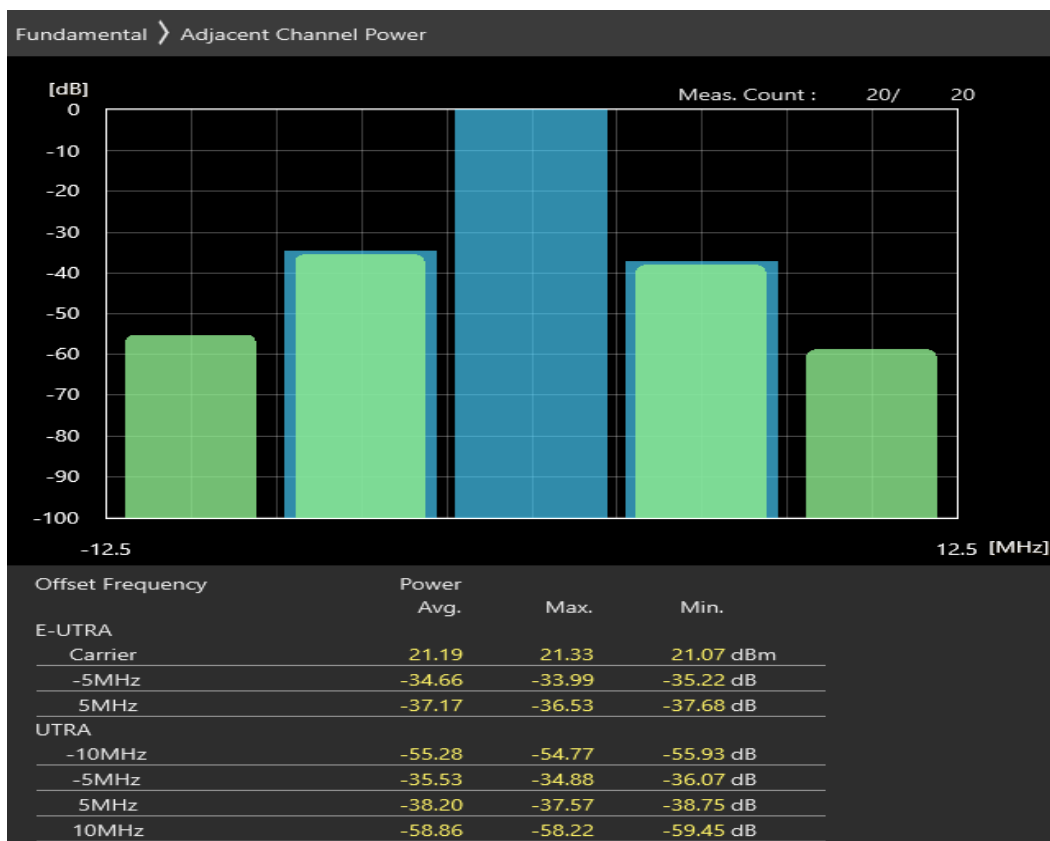 Fundamental ❯ Adjacent Channel Power
[dB]
Meas. Count : 20/ 20
0
-10
-20
-30
-40
-50
-60
-70
-80
-90
-100
-12.5 12.5 [MHz]
Offset Frequency Power
Avg. Max. Min.
E-UTRA
Carrier 21.19 21.33 21.07 dBm
-5MHz -34.66 -33.99 -35.22 dB
5MHz -37.17 -36.53 -37.68 dB
UTRA
-10MHz -55.28 -54.77 -55.93 dB
-5MHz -35.53 -34.88 -36.07 dB
5MHz -38.20 -37.57 -38.75 dB
10MHz -58.86 -58.22 -59.45 dB